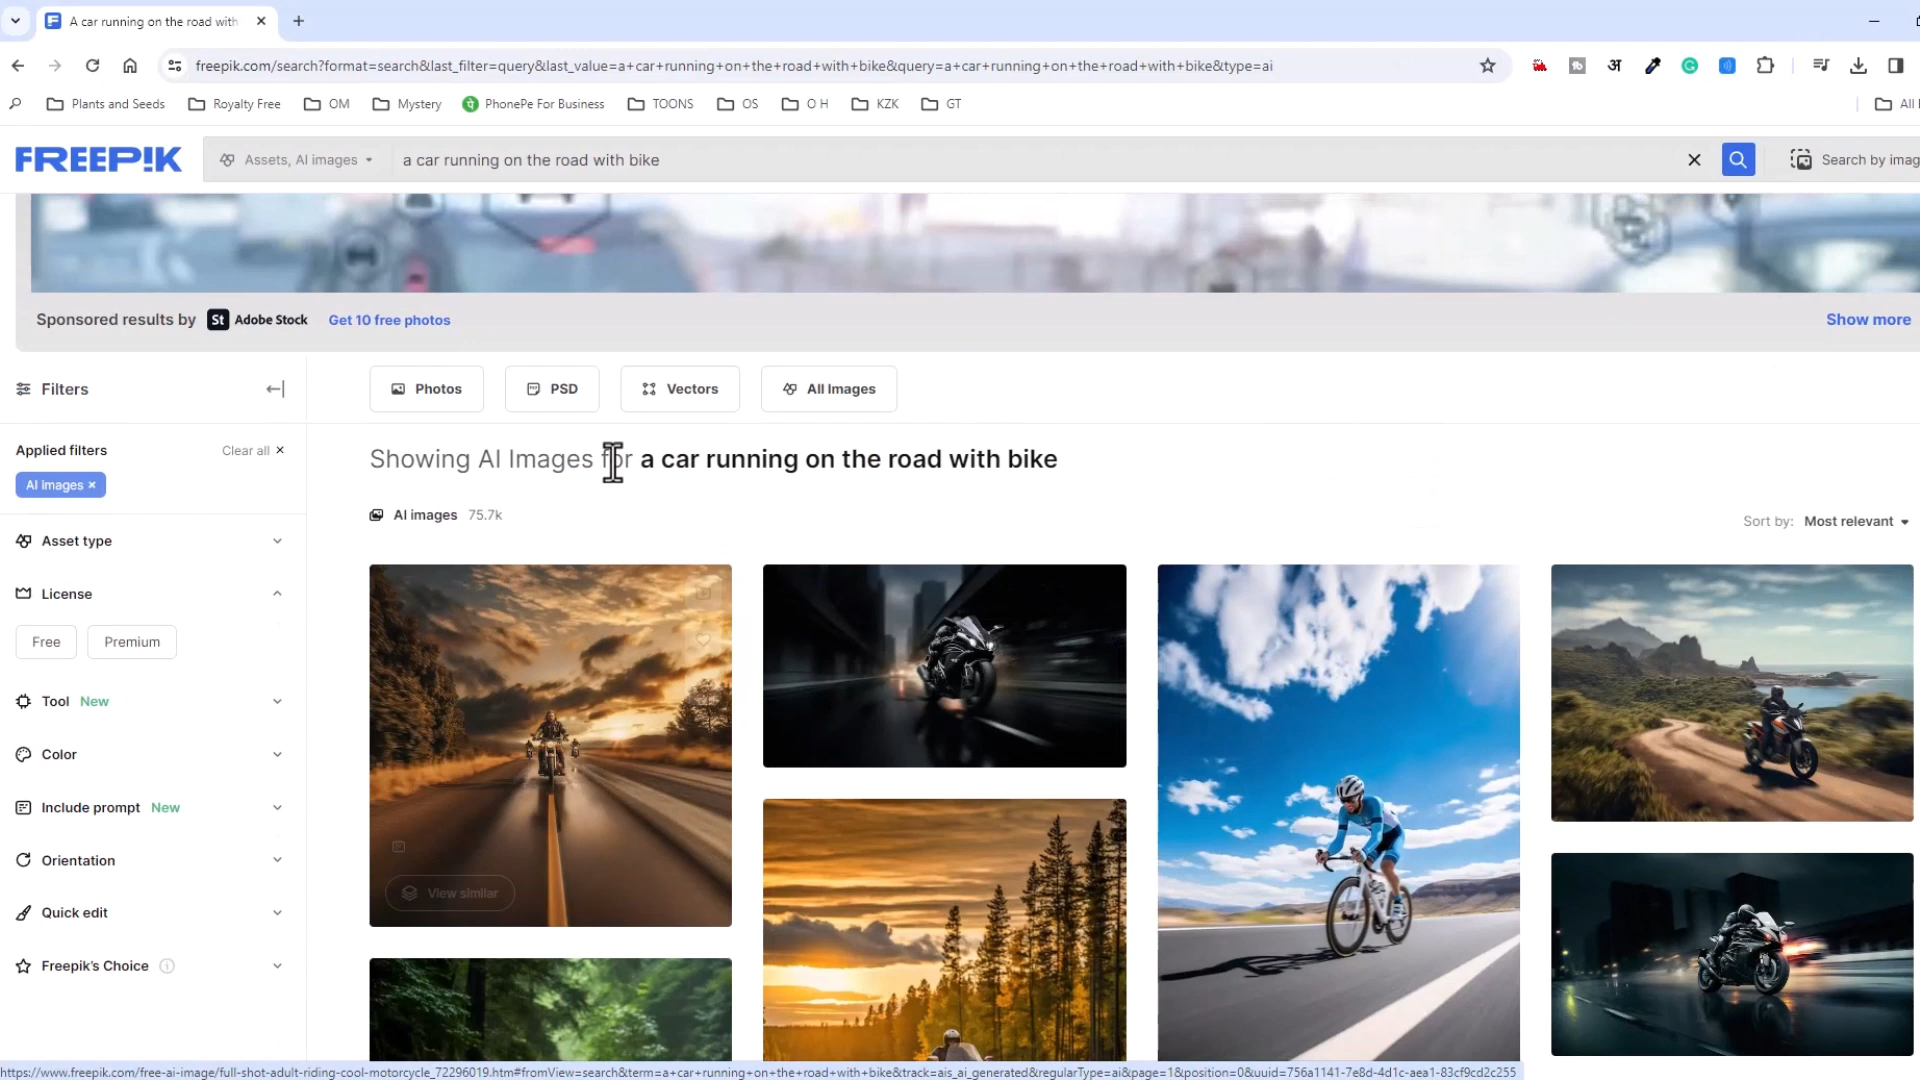 A car running on the road with
freepik.com/search?format=search&last_filter=query&last_value=a+car+running+on+the+road+with+bike&query=a+car+running+on+the+road+with+bike&type=ai
Plants and Seeds
Royalty Free
OM
Mystery
PhonePe For Business
TOONS
OS
O H
KZK
GT
All
FREEP!K
Assets, AI images
a car running on the road with bike
Search by imag
Sponsored results by
St Adobe Stock
Get 10 free photos
Show more
Filters
Photos
PSD
Vectors
All Images
Applied filters
Clear all ×
AI images ×
Showing AI Images for a car running on the road with bike
AI images 75.7k
Sort by: Most relevant
Asset type
License
Free
Premium
Tool New
Color
Include prompt New
Orientation
Quick edit
Freepik's Choice
View similar
https://www.freepik.com/free-ai-image/full-shot-adult-riding-cool-motorcycle_72296019.htm#fromView=search&term=a+car+running+on+the+road+with+bike&track=ais_ai_generated&regularType=ai&page=1&position=0&uuid=756a1141-7e8d-4d1c-aea1-83cf9cd2c255